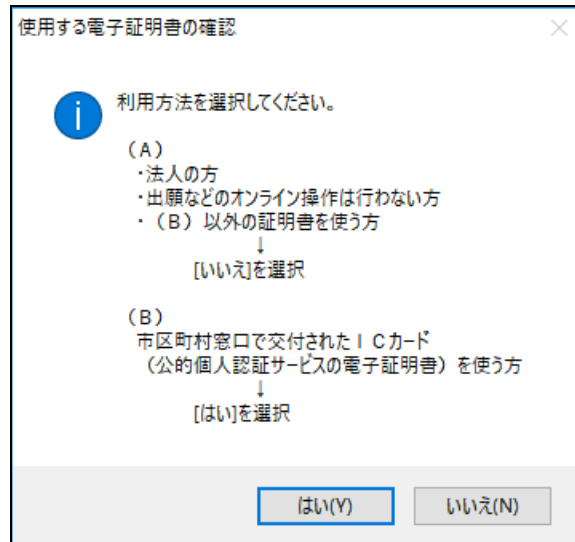 使用する電子証明書の確認
利用方法を選択してください。
(A)
・法人の方
・出願などのオンライン操作は行わない方
・(B)以外の証明書を使う方
↓
[いいえ]を選択
(B)
市区町村窓口で交付されたICカード
(公的個人認証サービスの電子証明書)を使う方
↓
[はい]を選択
はい(Y)
いいえ(N)